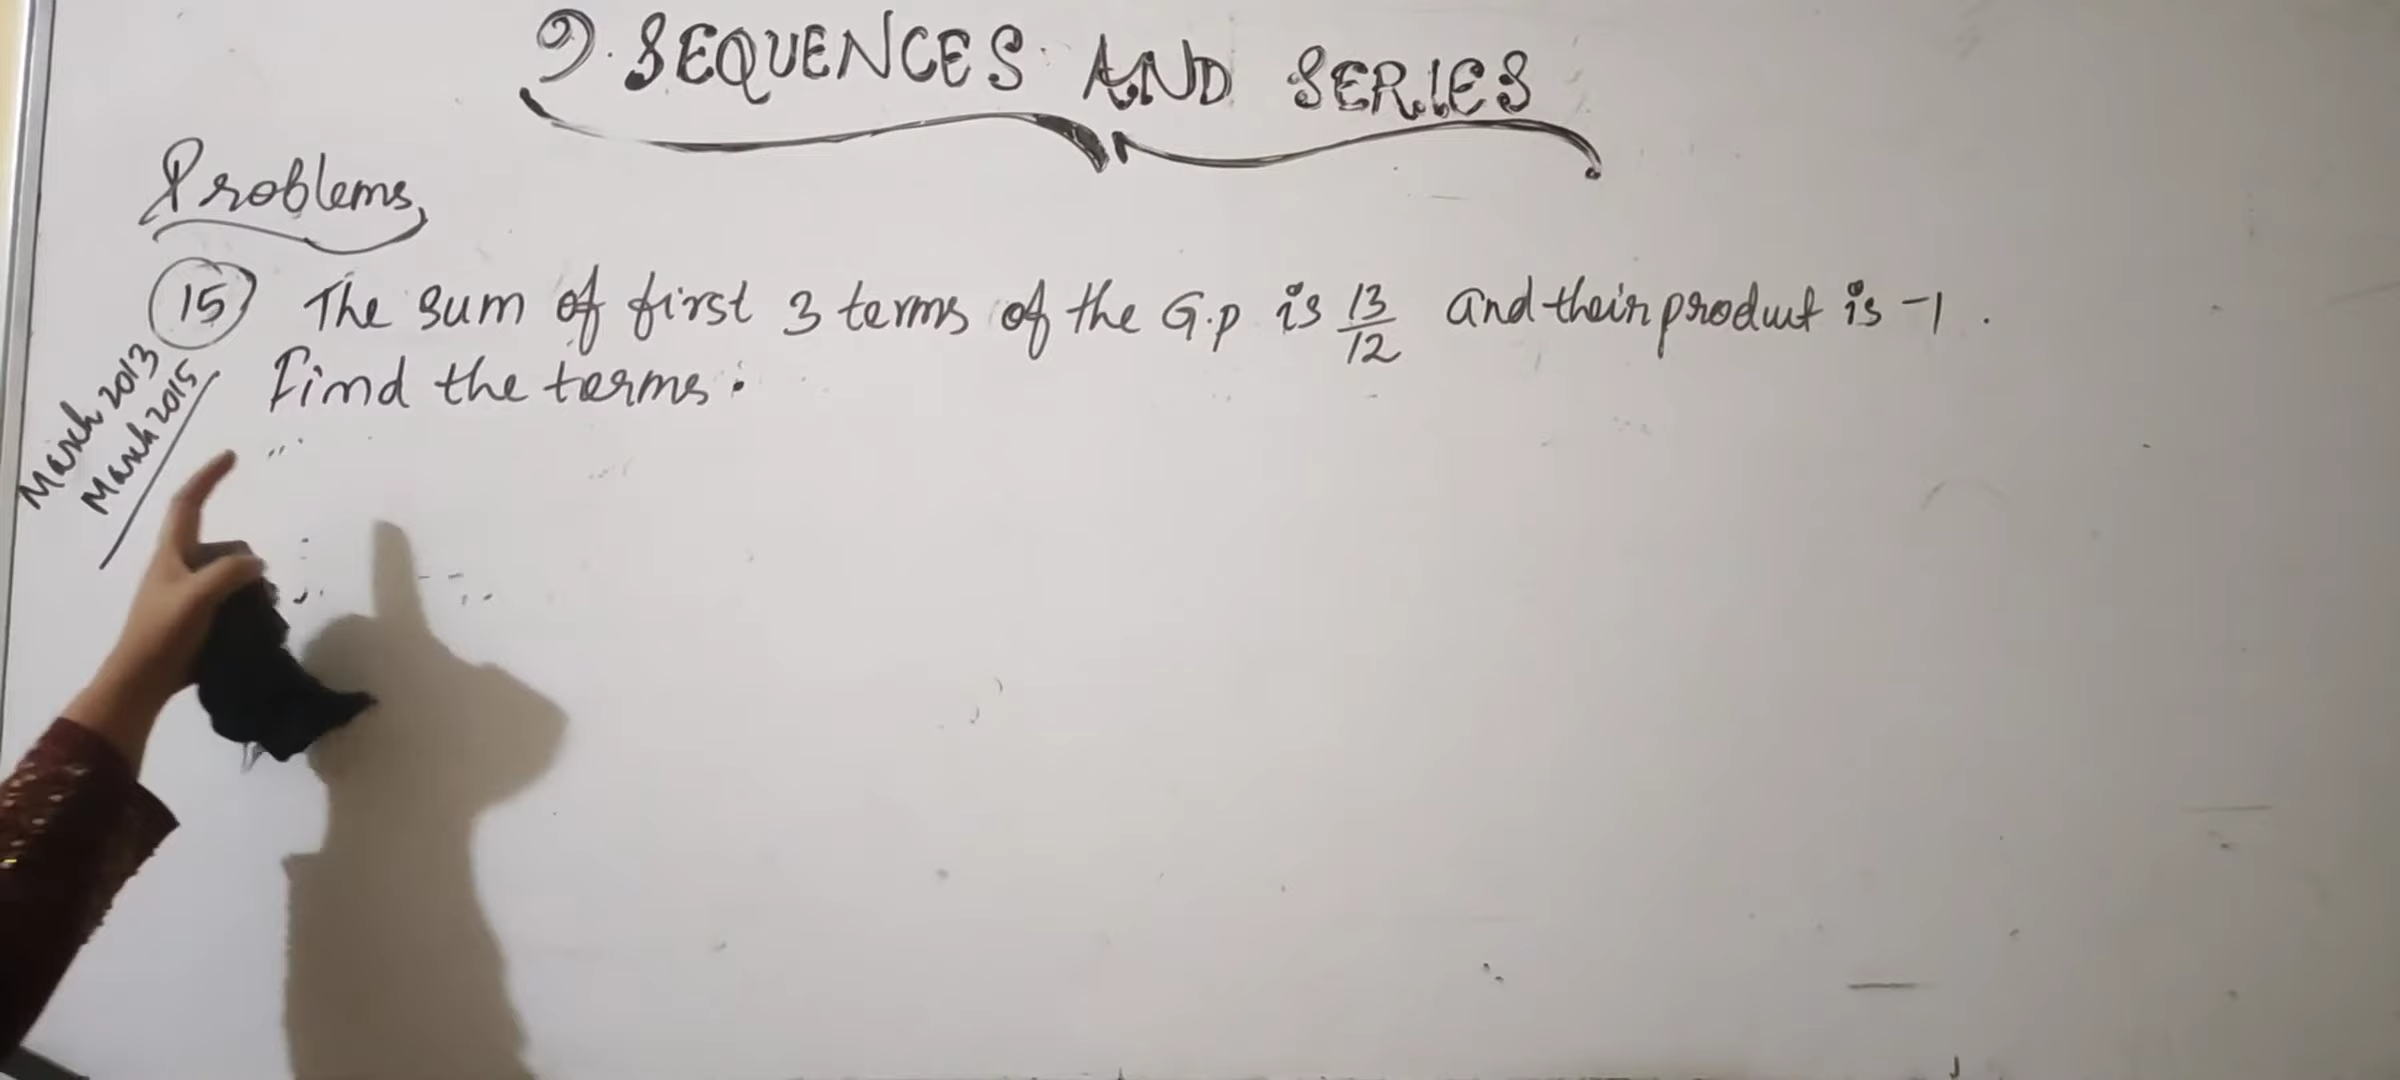 9. SEQUENCES AND SERIES
Problems,
15 The sum of first 3 terms of the G.p is 13/12 and their product is -1.
Find the terms.
March 2013
March 2015